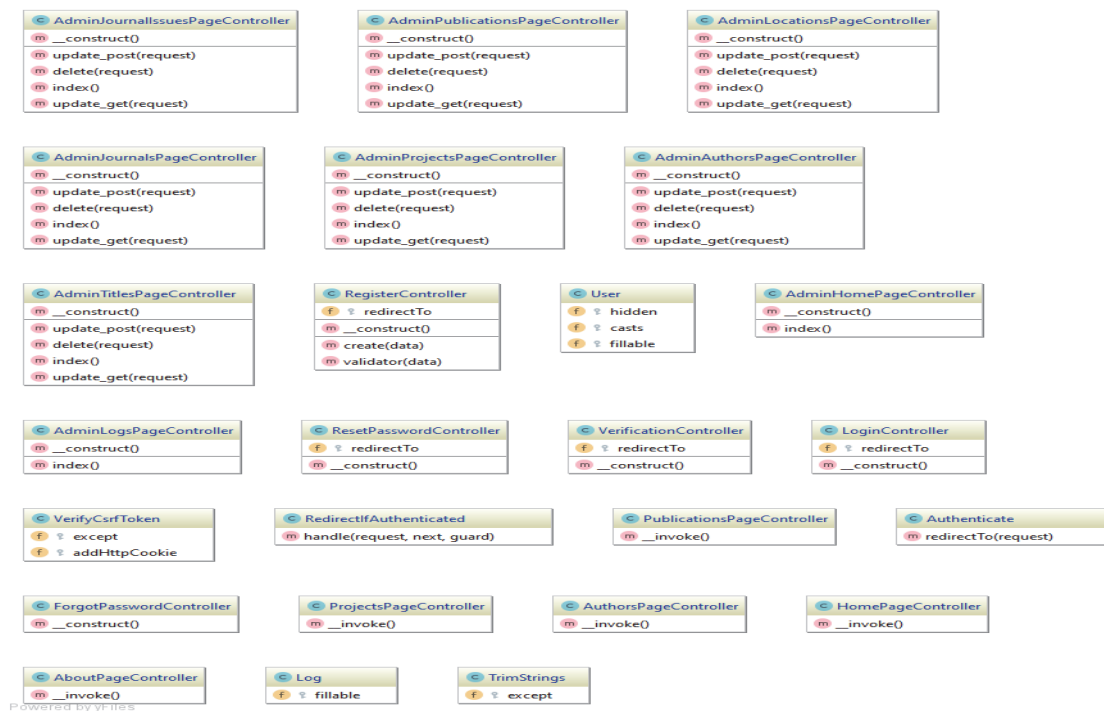 AdminJournalIssuesPageController
__construct()
update_post(request)
delete(request)
index()
update_get(request)
AdminPublicationsPageController
__construct()
update_post(request)
delete(request)
index()
update_get(request)
AdminLocationsPageController
__construct()
update_post(request)
delete(request)
index()
update_get(request)
AdminJournalsPageController
__construct()
update_post(request)
delete(request)
index()
update_get(request)
AdminProjectsPageController
__construct()
update_post(request)
delete(request)
index()
update_get(request)
AdminAuthorsPageController
__construct()
update_post(request)
delete(request)
index()
update_get(request)
AdminTitlesPageController
__construct()
update_post(request)
delete(request)
index()
update_get(request)
RegisterController
redirectTo
__construct()
create(data)
validator(data)
User
hidden
casts
fillable
AdminHomePageController
__construct()
index()
AdminLogsPageController
__construct()
index()
ResetPasswordController
redirectTo
__construct()
VerificationController
redirectTo
__construct()
LoginController
redirectTo
__construct()
VerifyCsrfToken
except
addHttpCookie
RedirectIfAuthenticated
handle(request, next, guard)
PublicationsPageController
__invoke()
Authenticate
redirectTo(request)
ForgotPasswordController
__construct()
ProjectsPageController
__invoke()
AuthorsPageController
__invoke()
HomePageController
__invoke()
AboutPageController
__invoke()
Log
fillable
TrimStrings
except
Powered by yFiles